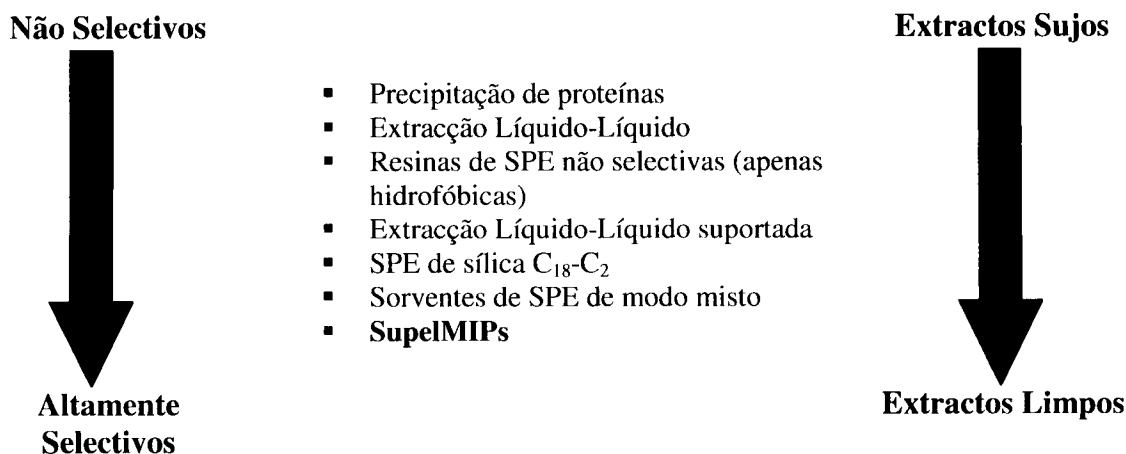 Não Selectivos
Extractos Sujos
▪ Precipitação de proteínas
▪ Extracção Líquido-Líquido
▪ Resinas de SPE não selectivas (apenas
hidrofóbicas)
▪ Extracção Líquido-Líquido suportada
▪ SPE de sílica C₁₈-C₂
▪ Sorventes de SPE de modo misto
▪ SupelMIPs
Altamente
Selectivos
Extractos Limpos